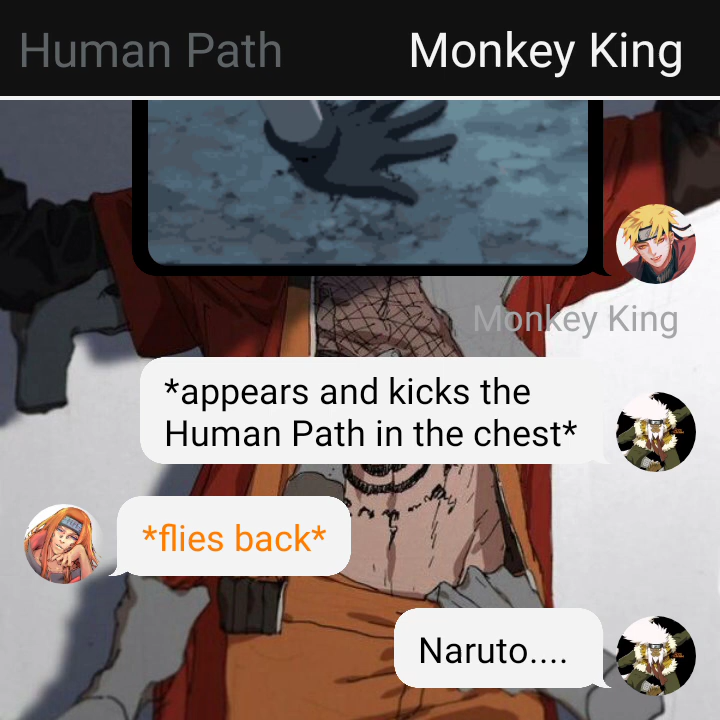 Human Path
Monkey King
Monkey King
*appears and kicks the
Human Path in the chest*
*flies back*
Naruto....